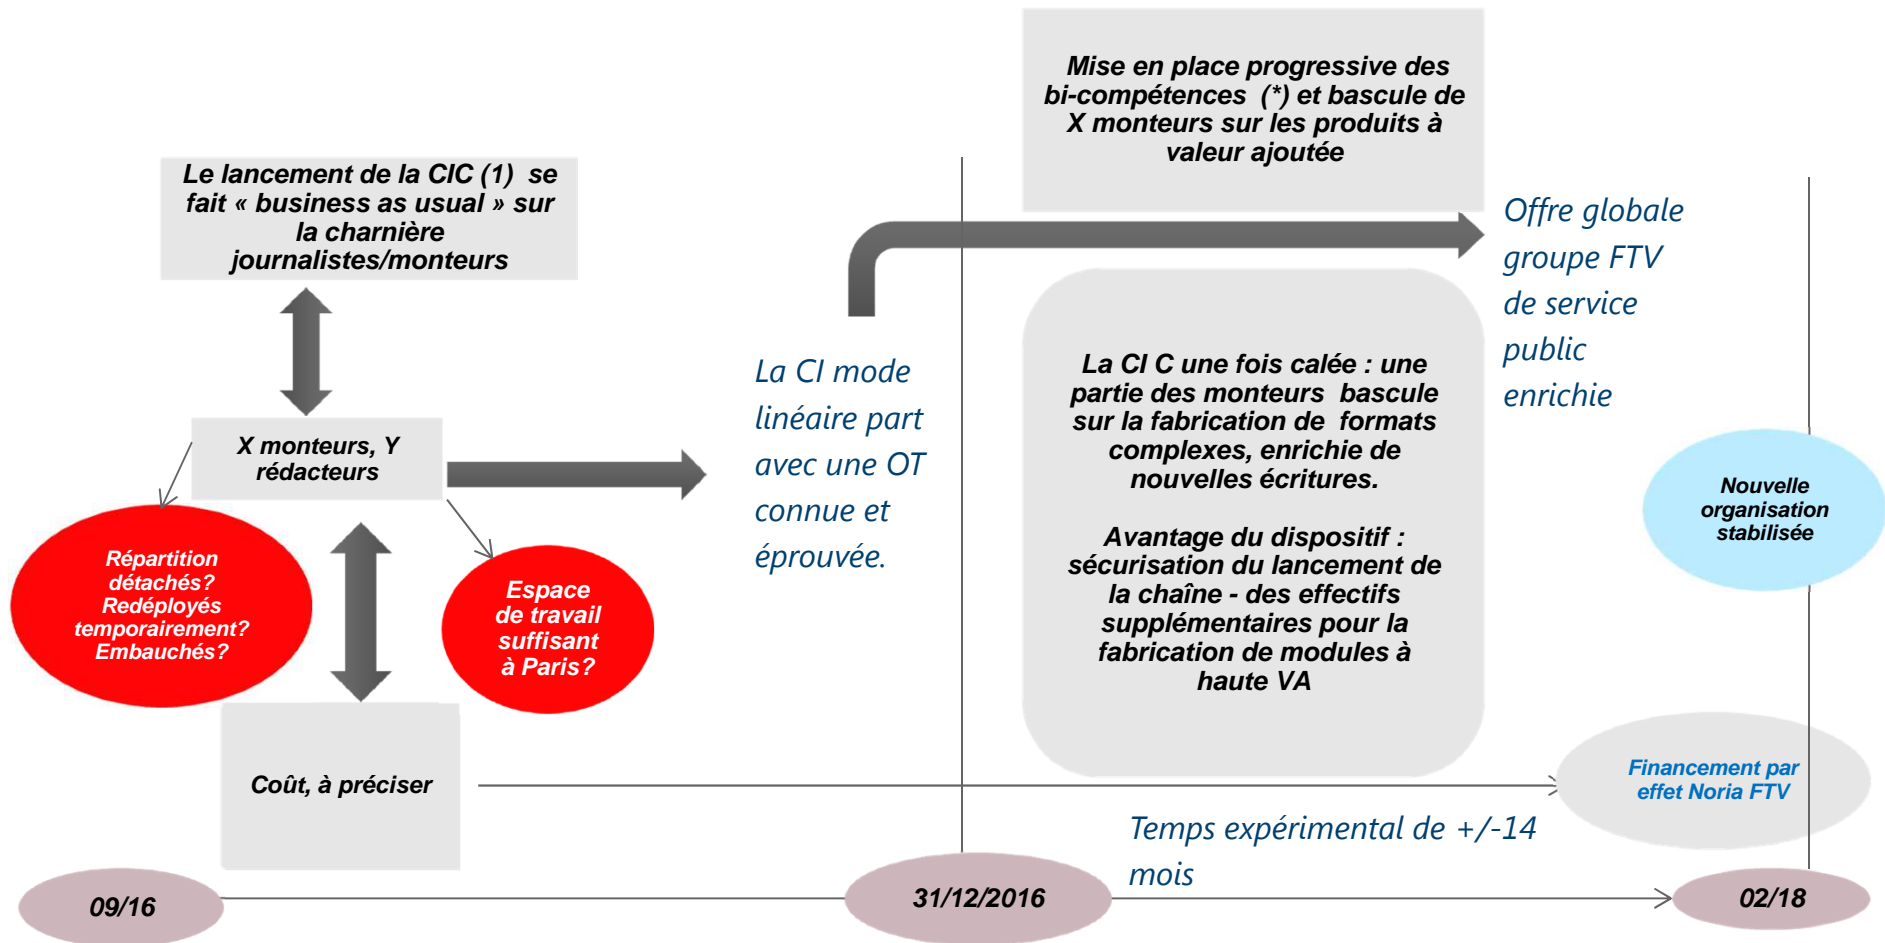 Le lancement de la CIC (1) se
fait « business as usual » sur
la charnière
journalistes/monteurs
X monteurs, Y
rédacteurs
Répartition
détachés?
Redéployés
temporairement?
Embauchés?
Espace
de travail
suffisant
à Paris?
Coût, à préciser
La CI mode
linéaire part
avec une OT
connue et
éprouvée.
Mise en place progressive des
bi-compétences (*) et bascule de
X monteurs sur les produits à
valeur ajoutée
La CI C une fois calée : une
partie des monteurs bascule
sur la fabrication de formats
complexes, enrichie de
nouvelles écritures.
Avantage du dispositif :
sécurisation du lancement de
la chaîne - des effectifs
supplémentaires pour la
fabrication de modules à
haute VA
Offre globale
groupe FTV
de service
public
enrichie
Nouvelle
organisation
stabilisée
Financement par
effet Noria FTV
Temps expérimental de +/-14
mois
09/16
31/12/2016
02/18